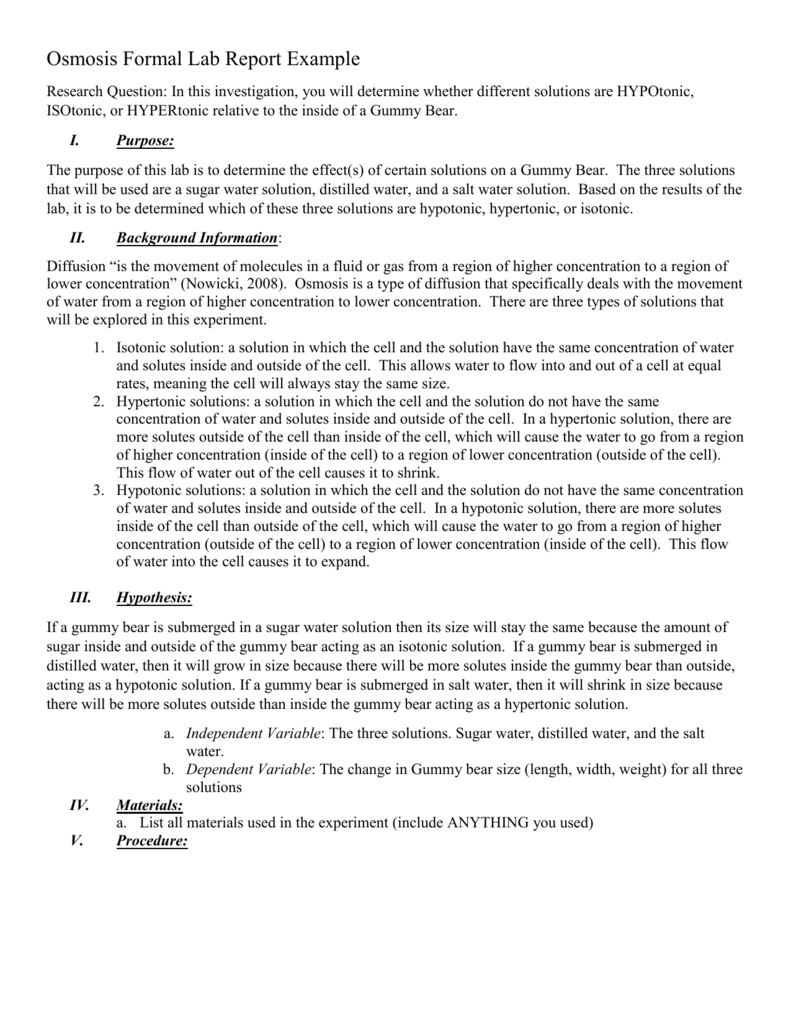 Osmosis Formal Lab Report Example
Research Question: In this investigation, you will determine whether different solutions are HYPOtonic,
ISOtonic, or HYPERtonic relative to the inside of a Gummy Bear.
I. Purpose:
The purpose of this lab is to determine the effect(s) of certain solutions on a Gummy Bear. The three solutions
that will be used are a sugar water solution, distilled water, and a salt water solution. Based on the results of the
lab, it is to be determined which of these three solutions are hypotonic, hypertonic, or isotonic.
II. Background Information:
Diffusion “is the movement of molecules in a fluid or gas from a region of higher concentration to a region of
lower concentration” (Nowicki, 2008). Osmosis is a type of diffusion that specifically deals with the movement
of water from a region of higher concentration to lower concentration. There are three types of solutions that
will be explored in this experiment.
1. Isotonic solution: a solution in which the cell and the solution have the same concentration of water
and solutes inside and outside of the cell. This allows water to flow into and out of a cell at equal
rates, meaning the cell will always stay the same size.
2. Hypertonic solutions: a solution in which the cell and the solution do not have the same
concentration of water and solutes inside and outside of the cell. In a hypertonic solution, there are
more solutes outside of the cell than inside of the cell, which will cause the water to go from a region
of higher concentration (inside of the cell) to a region of lower concentration (outside of the cell).
This flow of water out of the cell causes it to shrink.
3. Hypotonic solutions: a solution in which the cell and the solution do not have the same concentration
of water and solutes inside and outside of the cell. In a hypotonic solution, there are more solutes
inside of the cell than outside of the cell, which will cause the water to go from a region of higher
concentration (outside of the cell) to a region of lower concentration (inside of the cell). This flow
of water into the cell causes it to expand.
III. Hypothesis:
If a gummy bear is submerged in a sugar water solution then its size will stay the same because the amount of
sugar inside and outside of the gummy bear acting as an isotonic solution. If a gummy bear is submerged in
distilled water, then it will grow in size because there will be more solutes inside the gummy bear than outside,
acting as a hypotonic solution. If a gummy bear is submerged in salt water, then it will shrink in size because
there will be more solutes outside than inside the gummy bear acting as a hypertonic solution.
a. Independent Variable: The three solutions. Sugar water, distilled water, and the salt
water.
b. Dependent Variable: The change in Gummy bear size (length, width, weight) for all three
solutions
IV. Materials:
a. List all materials used in the experiment (include ANYTHING you used)
V. Procedure: